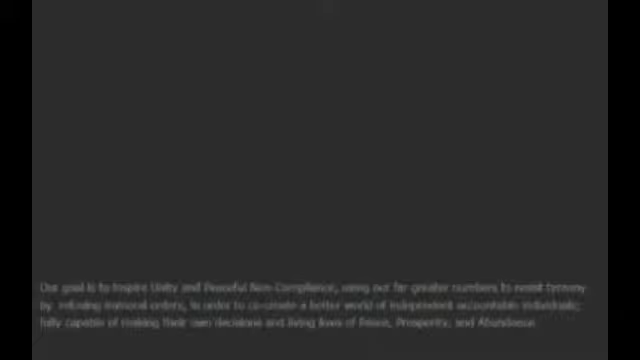 Our goal is to Inspire Unity and Peaceful Non-Compliance, using our far greater numbers to resist tyranny
by refusing immoral orders, in order to co-create a better world of independent accountable individuals;
fully capable of making their own decisions and living lives of Peace, Prosperity, and Abundance.